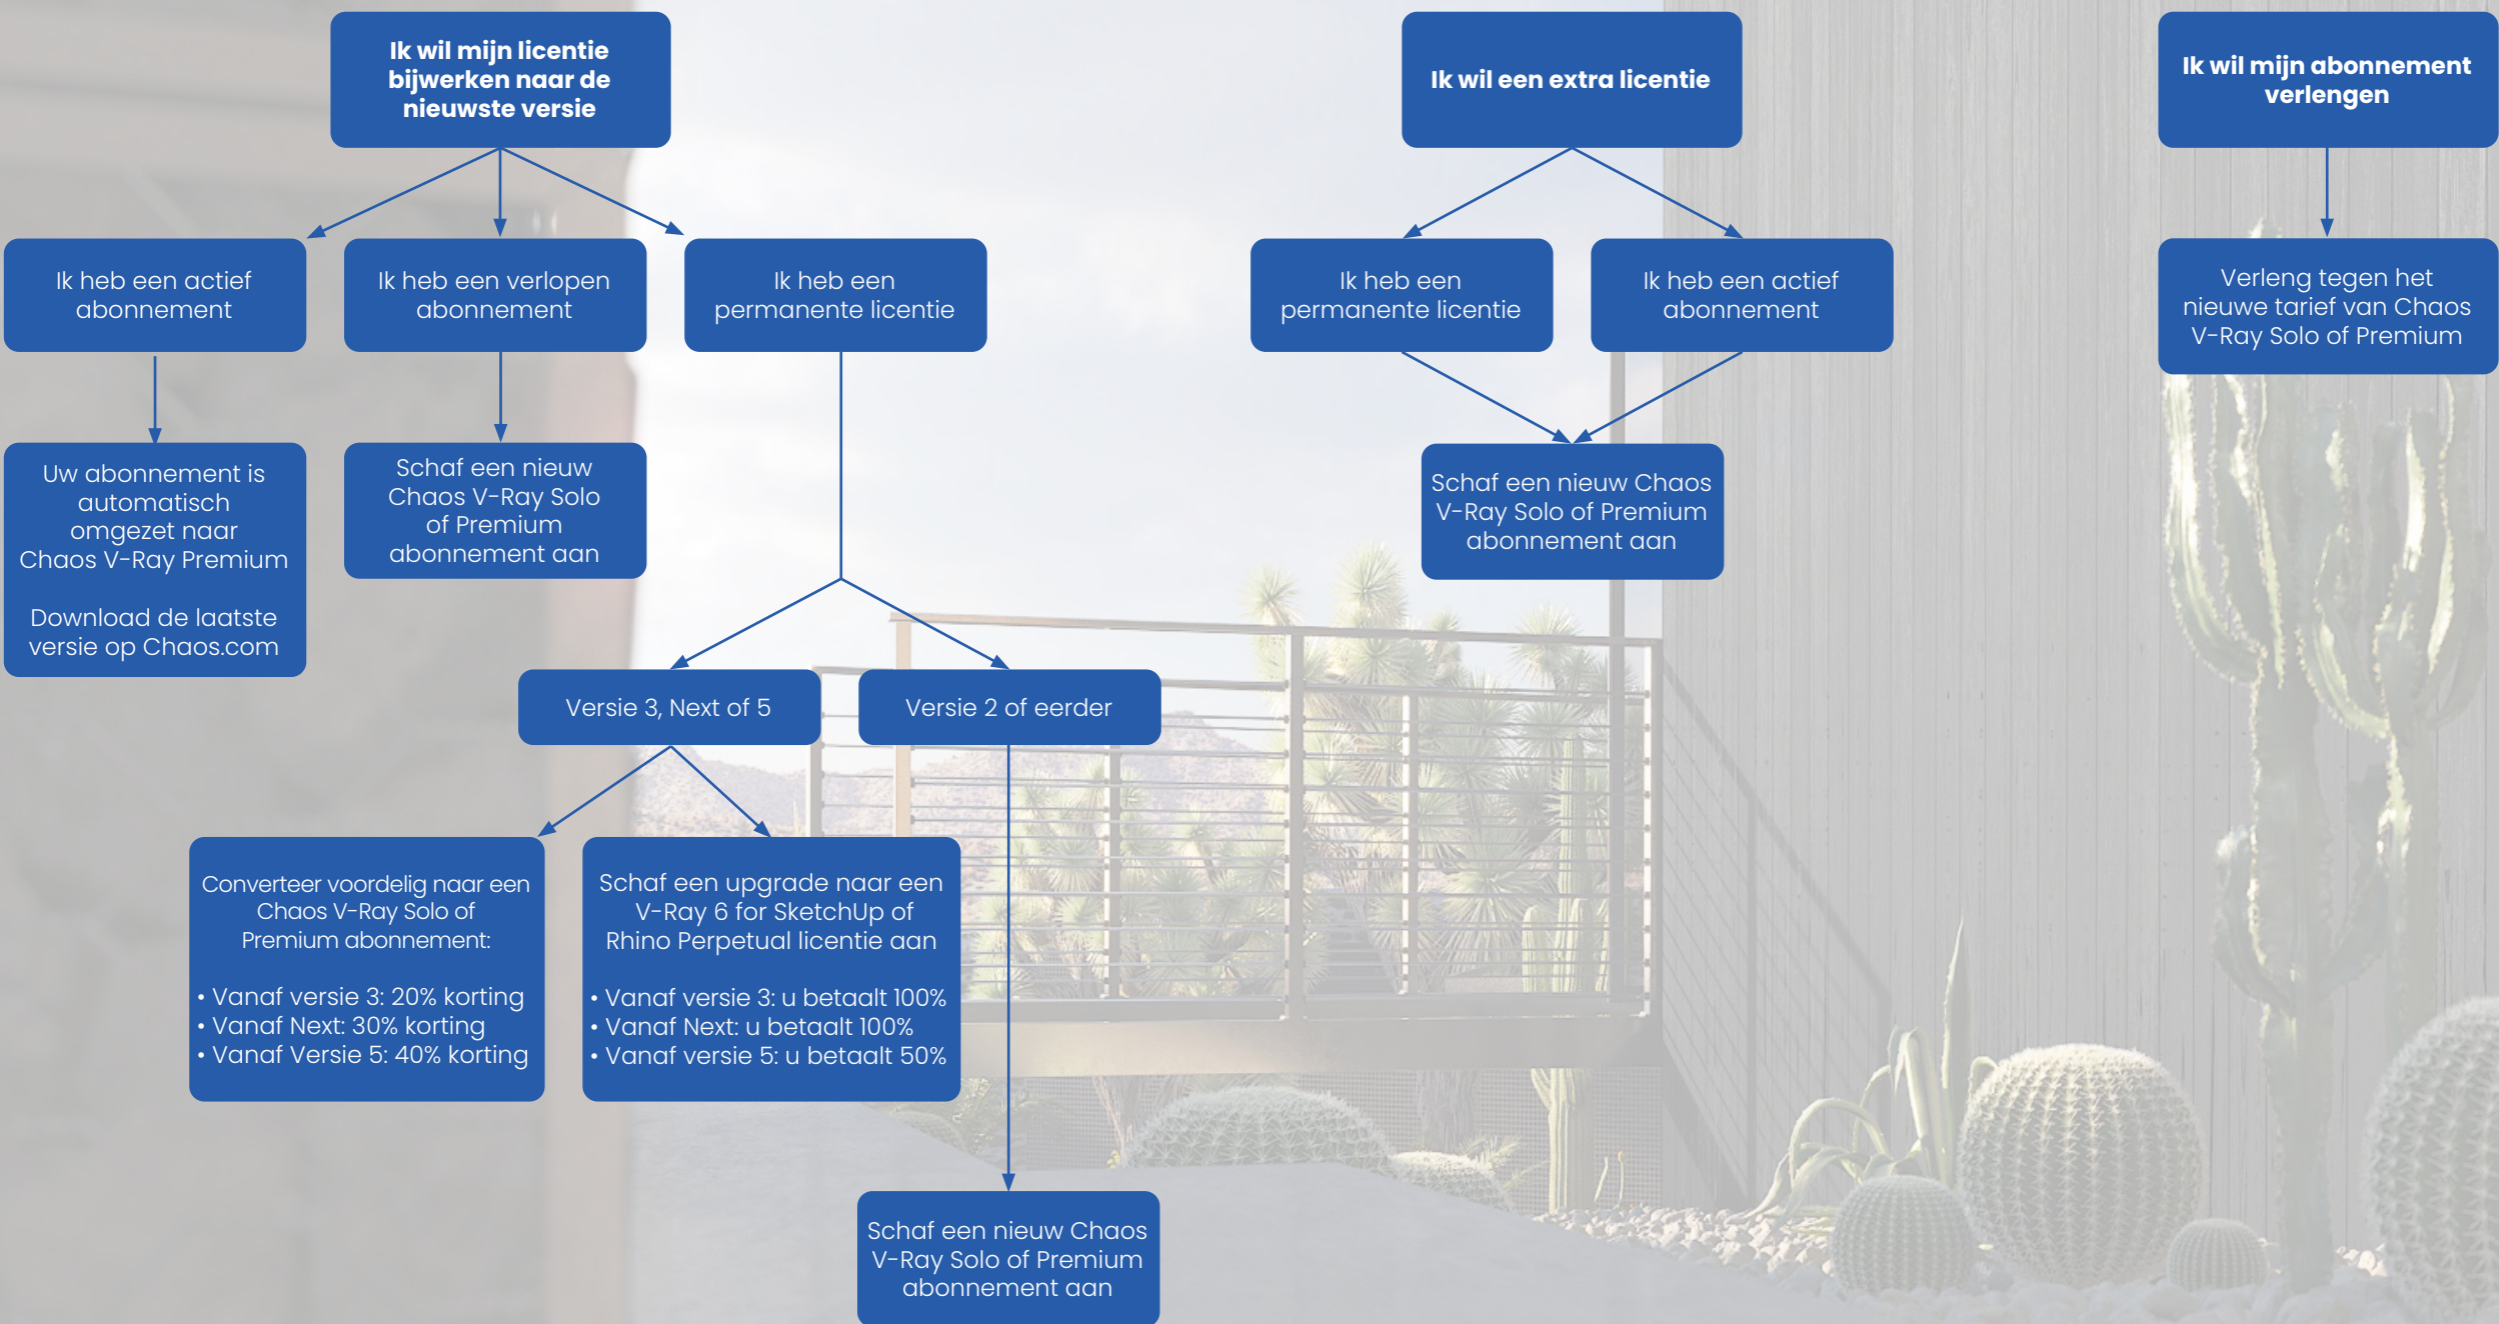 Ik wil mijn licentie
bijwerken naar de
nieuwste versie
Ik wil een extra licentie
Ik wil mijn abonnement
verlengen
Ik heb een actief
abonnement
Ik heb een verlopen
abonnement
Ik heb een
permanente licentie
Ik heb een
permanente licentie
Ik heb een actief
abonnement
Verleng tegen het
nieuwe tarief van Chaos
V-Ray Solo of Premium
Uw abonnement is
automatisch
omgezet naar
Chaos V-Ray Premium
Download de laatste
versie op Chaos.com
Schaf een nieuw
Chaos V-Ray Solo
of Premium
abonnement aan
Schaf een nieuw Chaos
V-Ray Solo of Premium
abonnement aan
Versie 3, Next of 5
Versie 2 of eerder
Converteer voordelig naar een
Chaos V-Ray Solo of
Premium abonnement:
• Vanaf versie 3: 20% korting
• Vanaf Next: 30% korting
• Vanaf Versie 5: 40% korting
Schaf een upgrade naar een
V-Ray 6 for SketchUp of
Rhino Perpetual licentie aan
• Vanaf versie 3: u betaalt 100%
• Vanaf Next: u betaalt 100%
• Vanaf versie 5: u betaalt 50%
Schaf een nieuw Chaos
V-Ray Solo of Premium
abonnement aan